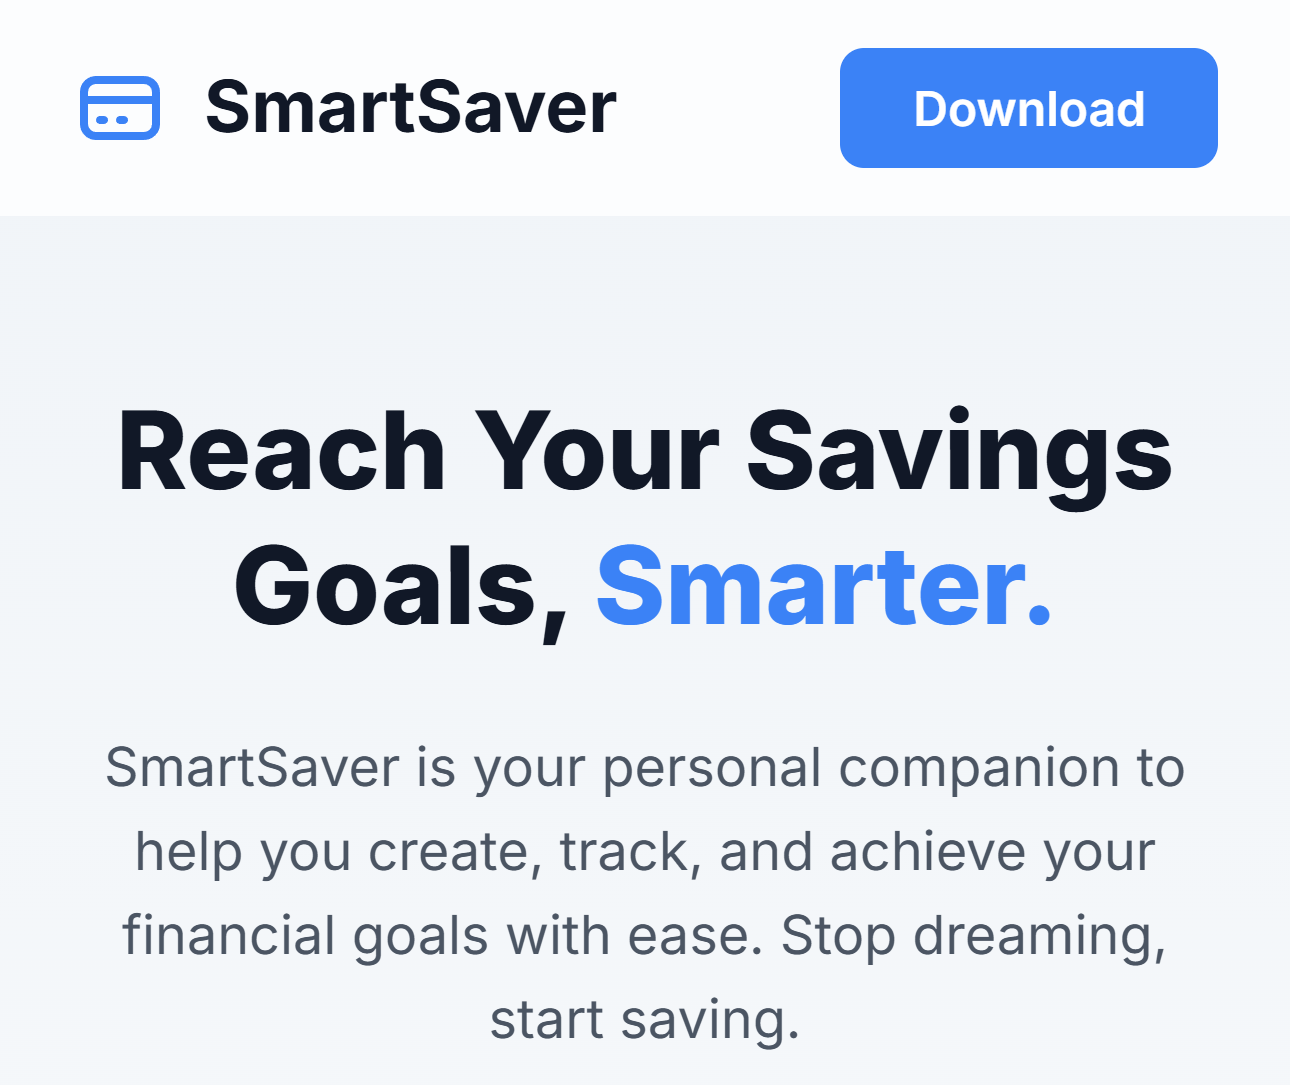 SmartSaver
Download
Reach Your Savings
Goals, Smarter.
SmartSaver is your personal companion to
help you create, track, and achieve your
financial goals with ease. Stop dreaming,
start saving.